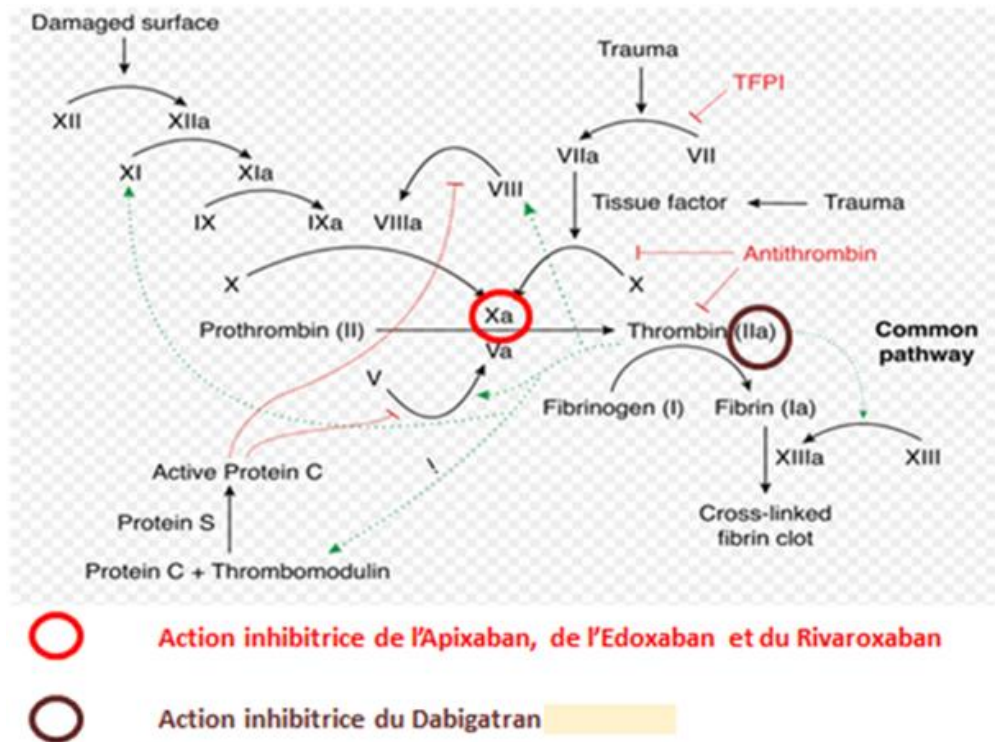 Damaged surface
Trauma
TFPI
XII
XIIa
VIIa
VII
XI
XIa
VIII
IX
IXa
VIIIa
Tissue factor
Trauma
Antithrombin
X
X
Xa
Prothrombin (II)
Thrombin (IIa)
Common
pathway
Va
V
Fibrinogen (I)
Fibrin (Ia)
XIIIa
XIII
Active Protein C
Protein S
Cross-linked
fibrin clot
Protein C + Thrombomodulin
Action inhibitrice de l’Apixaban, de l’Edoxaban et du Rivaroxaban
Action inhibitrice du Dabigatran